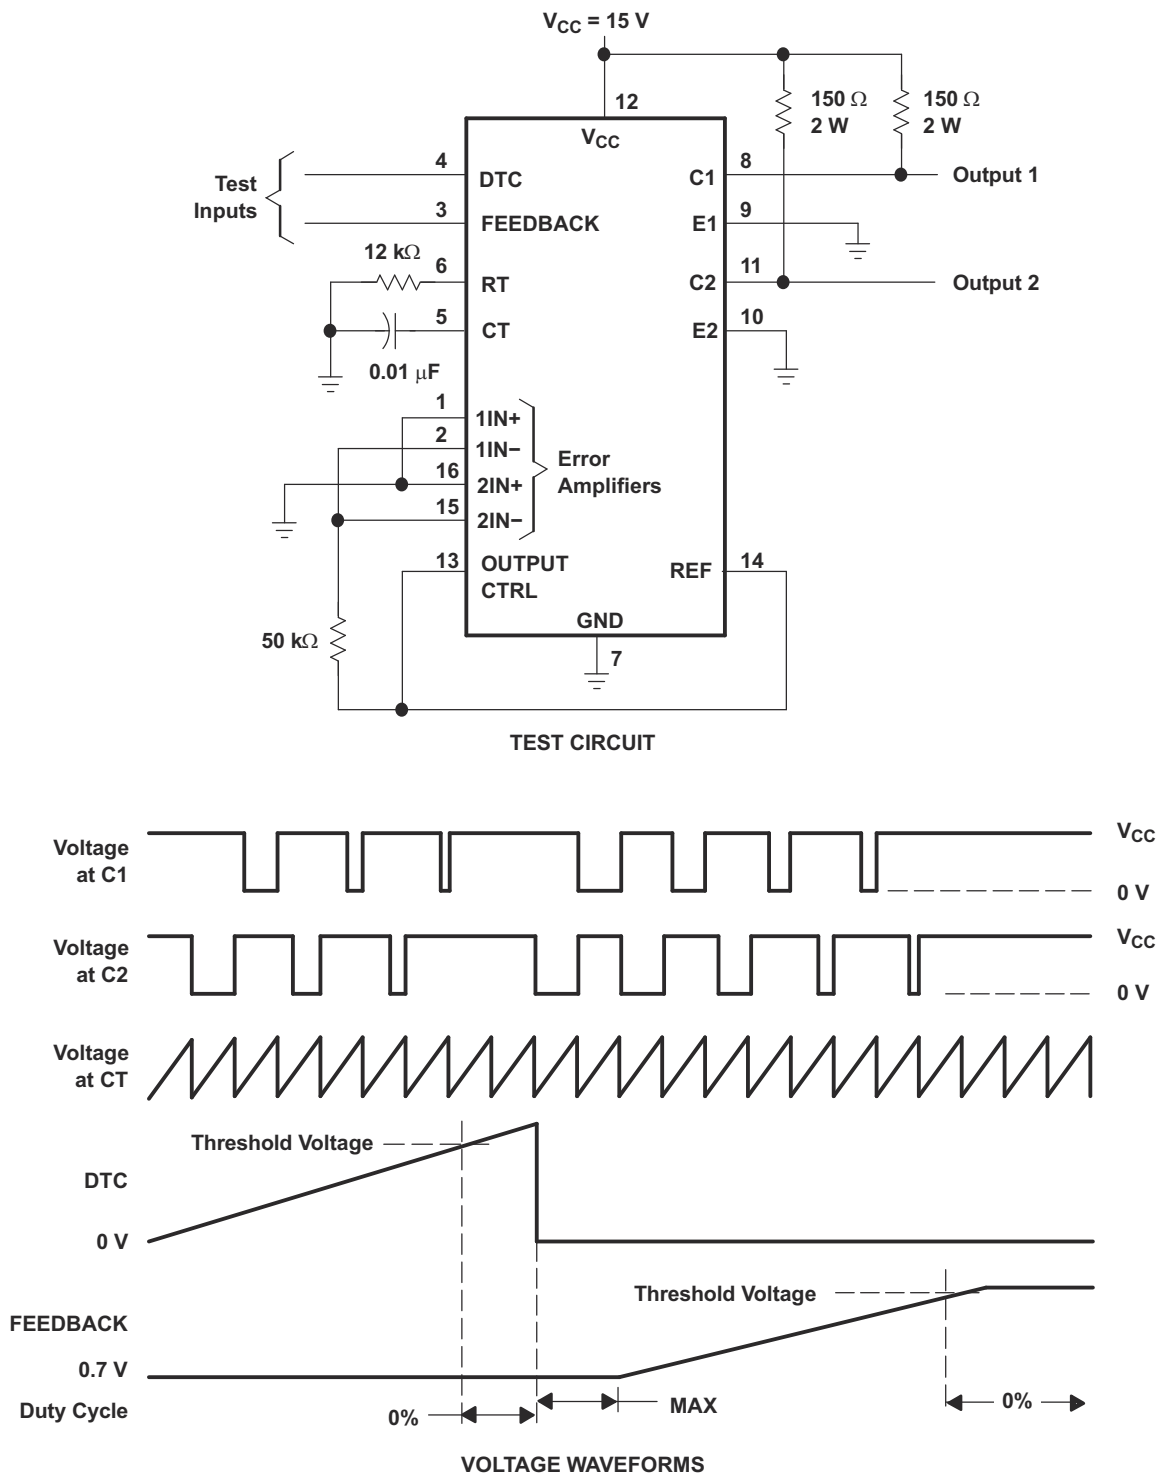 V_CC = 15 V
12
150 Ω
2 W
150 Ω
2 W
V_CC
4
DTC
Test
Inputs
3
FEEDBACK
12 kΩ
6
RT
5
CT
0.01 μF
1
1IN+
2
1IN−
16
2IN+
15
2IN−
Error
Amplifiers
13
OUTPUT
CTRL
50 kΩ
C1
8
Output 1
E1
9
C2
11
Output 2
E2
10
REF
14
GND
7
TEST CIRCUIT
Voltage
at C1
V_CC
0 V
Voltage
at C2
V_CC
0 V
Voltage
at CT
Threshold Voltage
DTC
0 V
Threshold Voltage
FEEDBACK
0.7 V
Duty Cycle
0%
MAX
0%
VOLTAGE WAVEFORMS